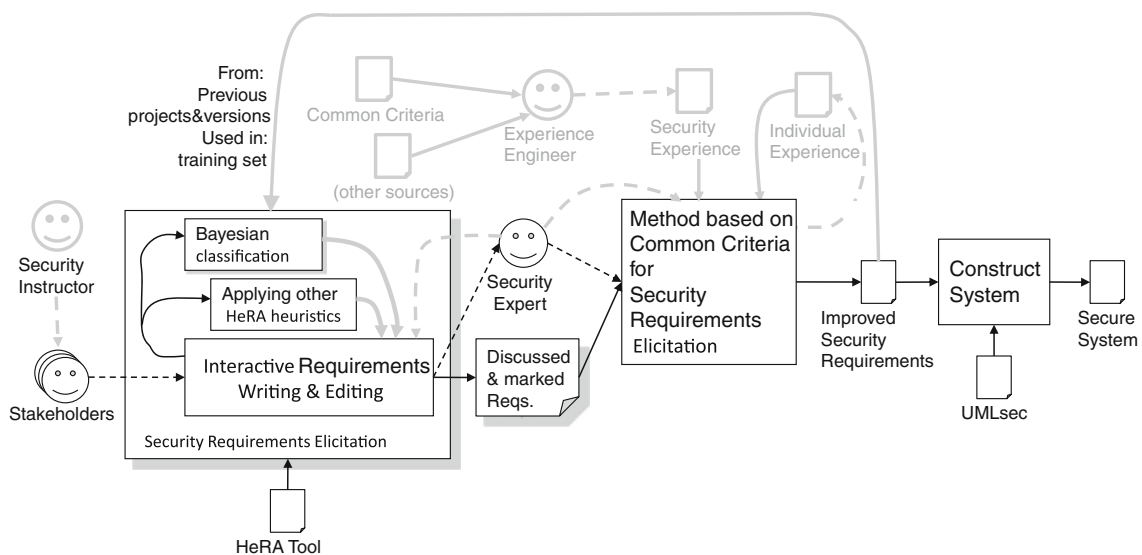 From:
Previous
projects&versions
Used in:
training set
Common Criteria
(other sources)
Experience
Engineer
Security
Experience
Individual
Experience
Security
Instructor
Stakeholders
Bayesian
classification
Applying other
HeRA heuristics
Interactive Requirements
Writing & Editing
Security Requirements Elicitation
HeRA Tool
Security
Expert
Discussed
& marked
Reqs.
Method based on
Common Criteria
for
Security
Requirements
Elicitation
Improved
Security
Requirements
Construct
System
UMLsec
Secure
System